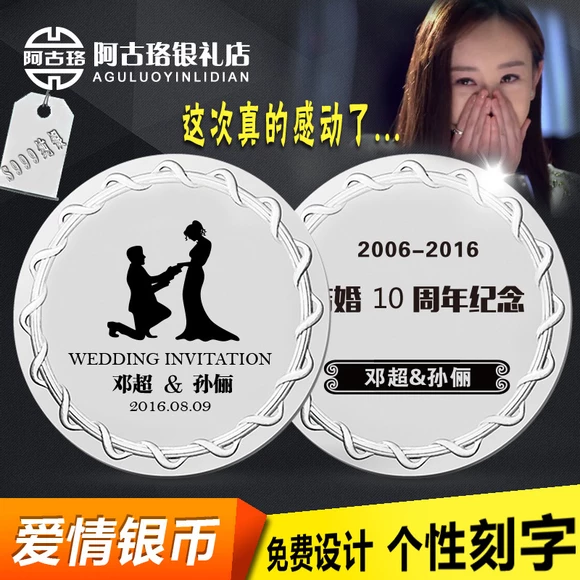 阿古珞
阿古珞银礼店
AGULUOYINLIDIAN
S999真银
这次真的感动了...
WEDDING INVITATION
邓超 & 孙俪
2016.08.09
2006-2016
结婚 10 周年纪念
邓超&孙俪
爱情银币
免费设计 个性刻字